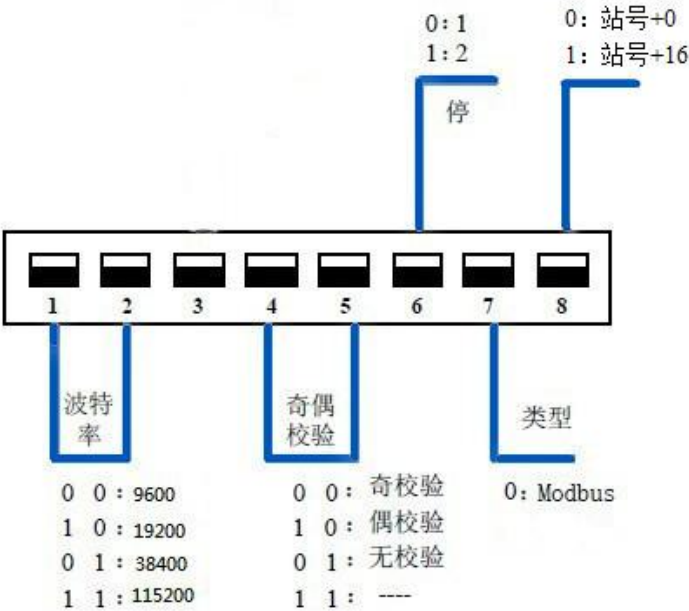 0:1
1:2
0: 站号+0
1: 站号+16
停
1 2 3 4 5 6 7 8
波特
率
0 0:9600
1 0:19200
0 1:38400
1 1:115200
奇偶
校验
0 0: 奇校验
1 0: 偶校验
0 1: 无校验
1 1: ----
类型
0: Modbus